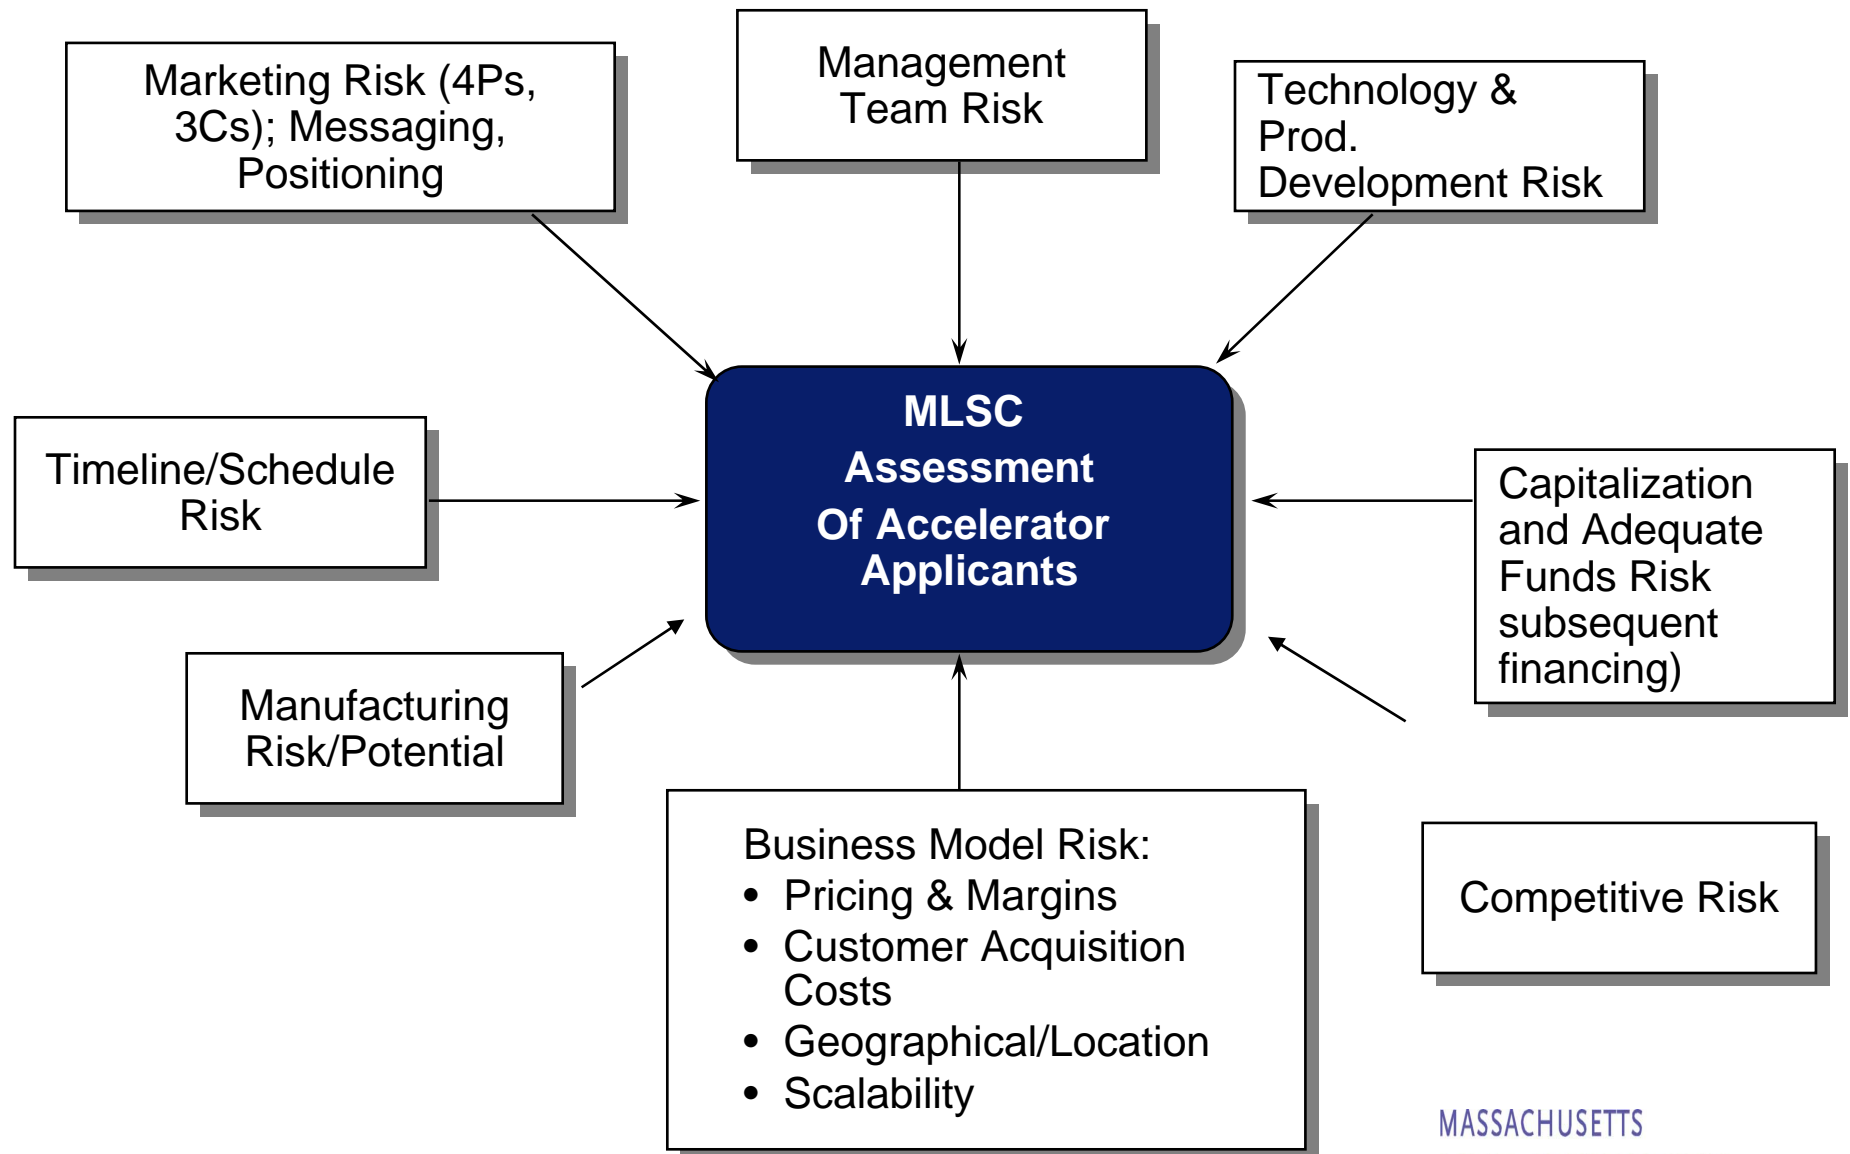 Marketing Risk (4Ps,
3Cs); Messaging,
Positioning
Management
Team Risk
Technology &
Prod.
Development Risk
MLSC
Assessment
Of Accelerator
Applicants
Timeline/Schedule
Risk
Capitalization
and Adequate
Funds Risk
subsequent
financing)
Manufacturing
Risk/Potential
Business Model Risk:
• Pricing & Margins
• Customer Acquisition
Costs
• Geographical/Location
• Scalability
Competitive Risk
MASSACHUSETTS